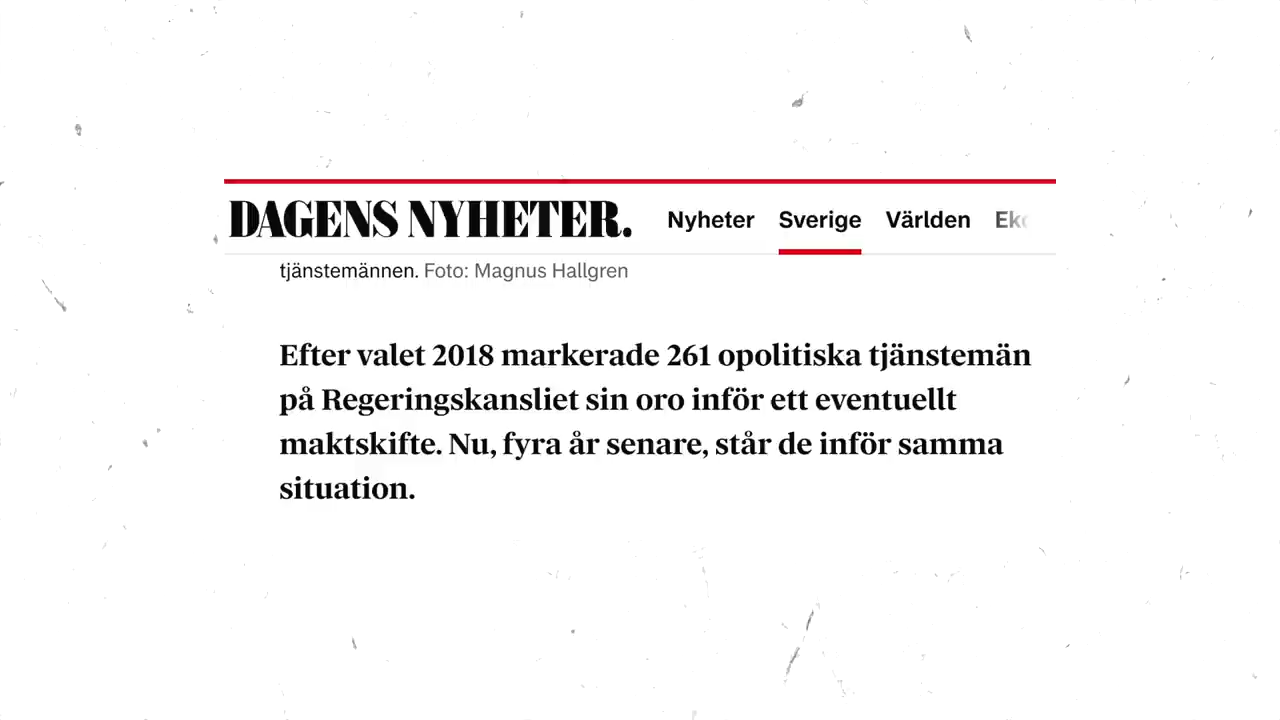 DAGENS NYHETER.
Nyheter Sverige Världen
tjänstemännen. Foto: Magnus Hallgren
Efter valet 2018 markerade 261 opolitiska tjänstemän
på Regeringskansliet sin oro inför ett eventuellt
maktskifte. Nu, fyra år senare, står de inför samma
situation.